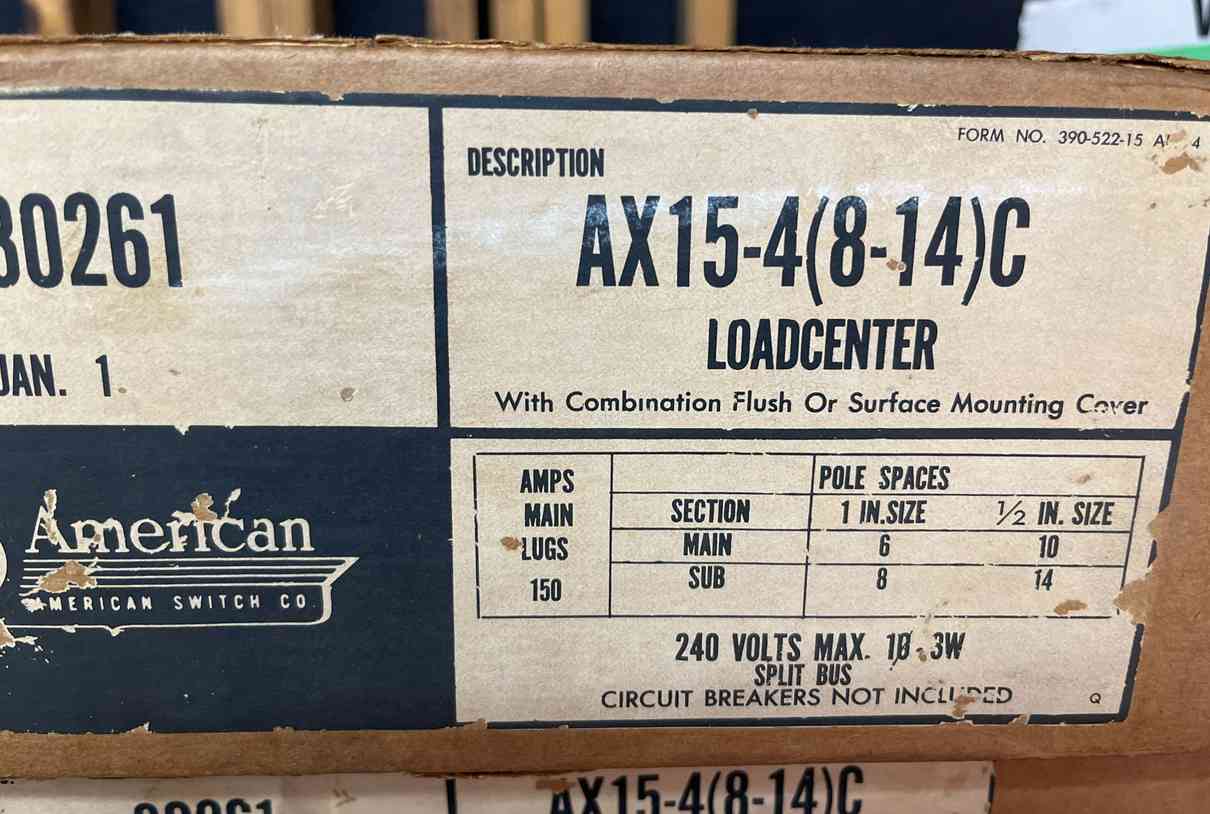 30261
JAN. 1
American
AMERICAN SWITCH CO.
FORM NO. 390-522-15 4
DESCRIPTION
AX15-4(8-14)C
LOADCENTER
With Combination Flush Or Surface Mounting Cover
AMPS MAIN LUGS 150
POLE SPACES
SECTION 1 IN.SIZE 1/2 IN. SIZE
MAIN 6 10
SUB 8 14
240 VOLTS MAX. 1Ø-3W
SPLIT BUS
CIRCUIT BREAKERS NOT INCLUDED Q
AX15-4(8-14)C